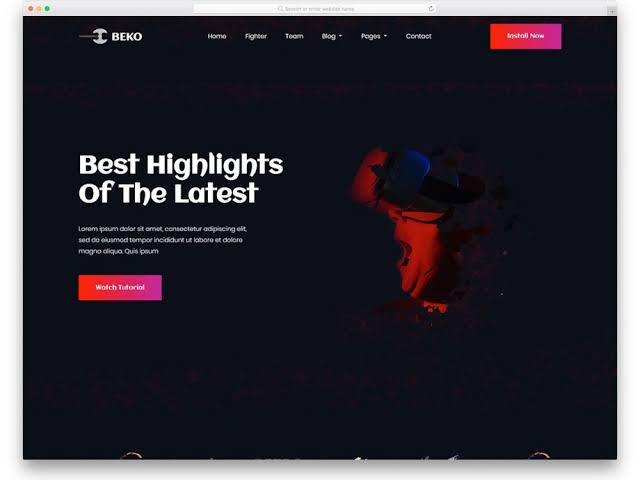 Search or enter website name
BEKO
Home Fighter Team Blog Pages Contact
Install Now
Best Highlights
Of The Latest
Lorem ipsum dolor sit amet, consectetur adipiscing elit,
sed do eiusmod tempor incididunt ut labore et dolore
magna aliqua. Quis ipsum
Watch Tutorial